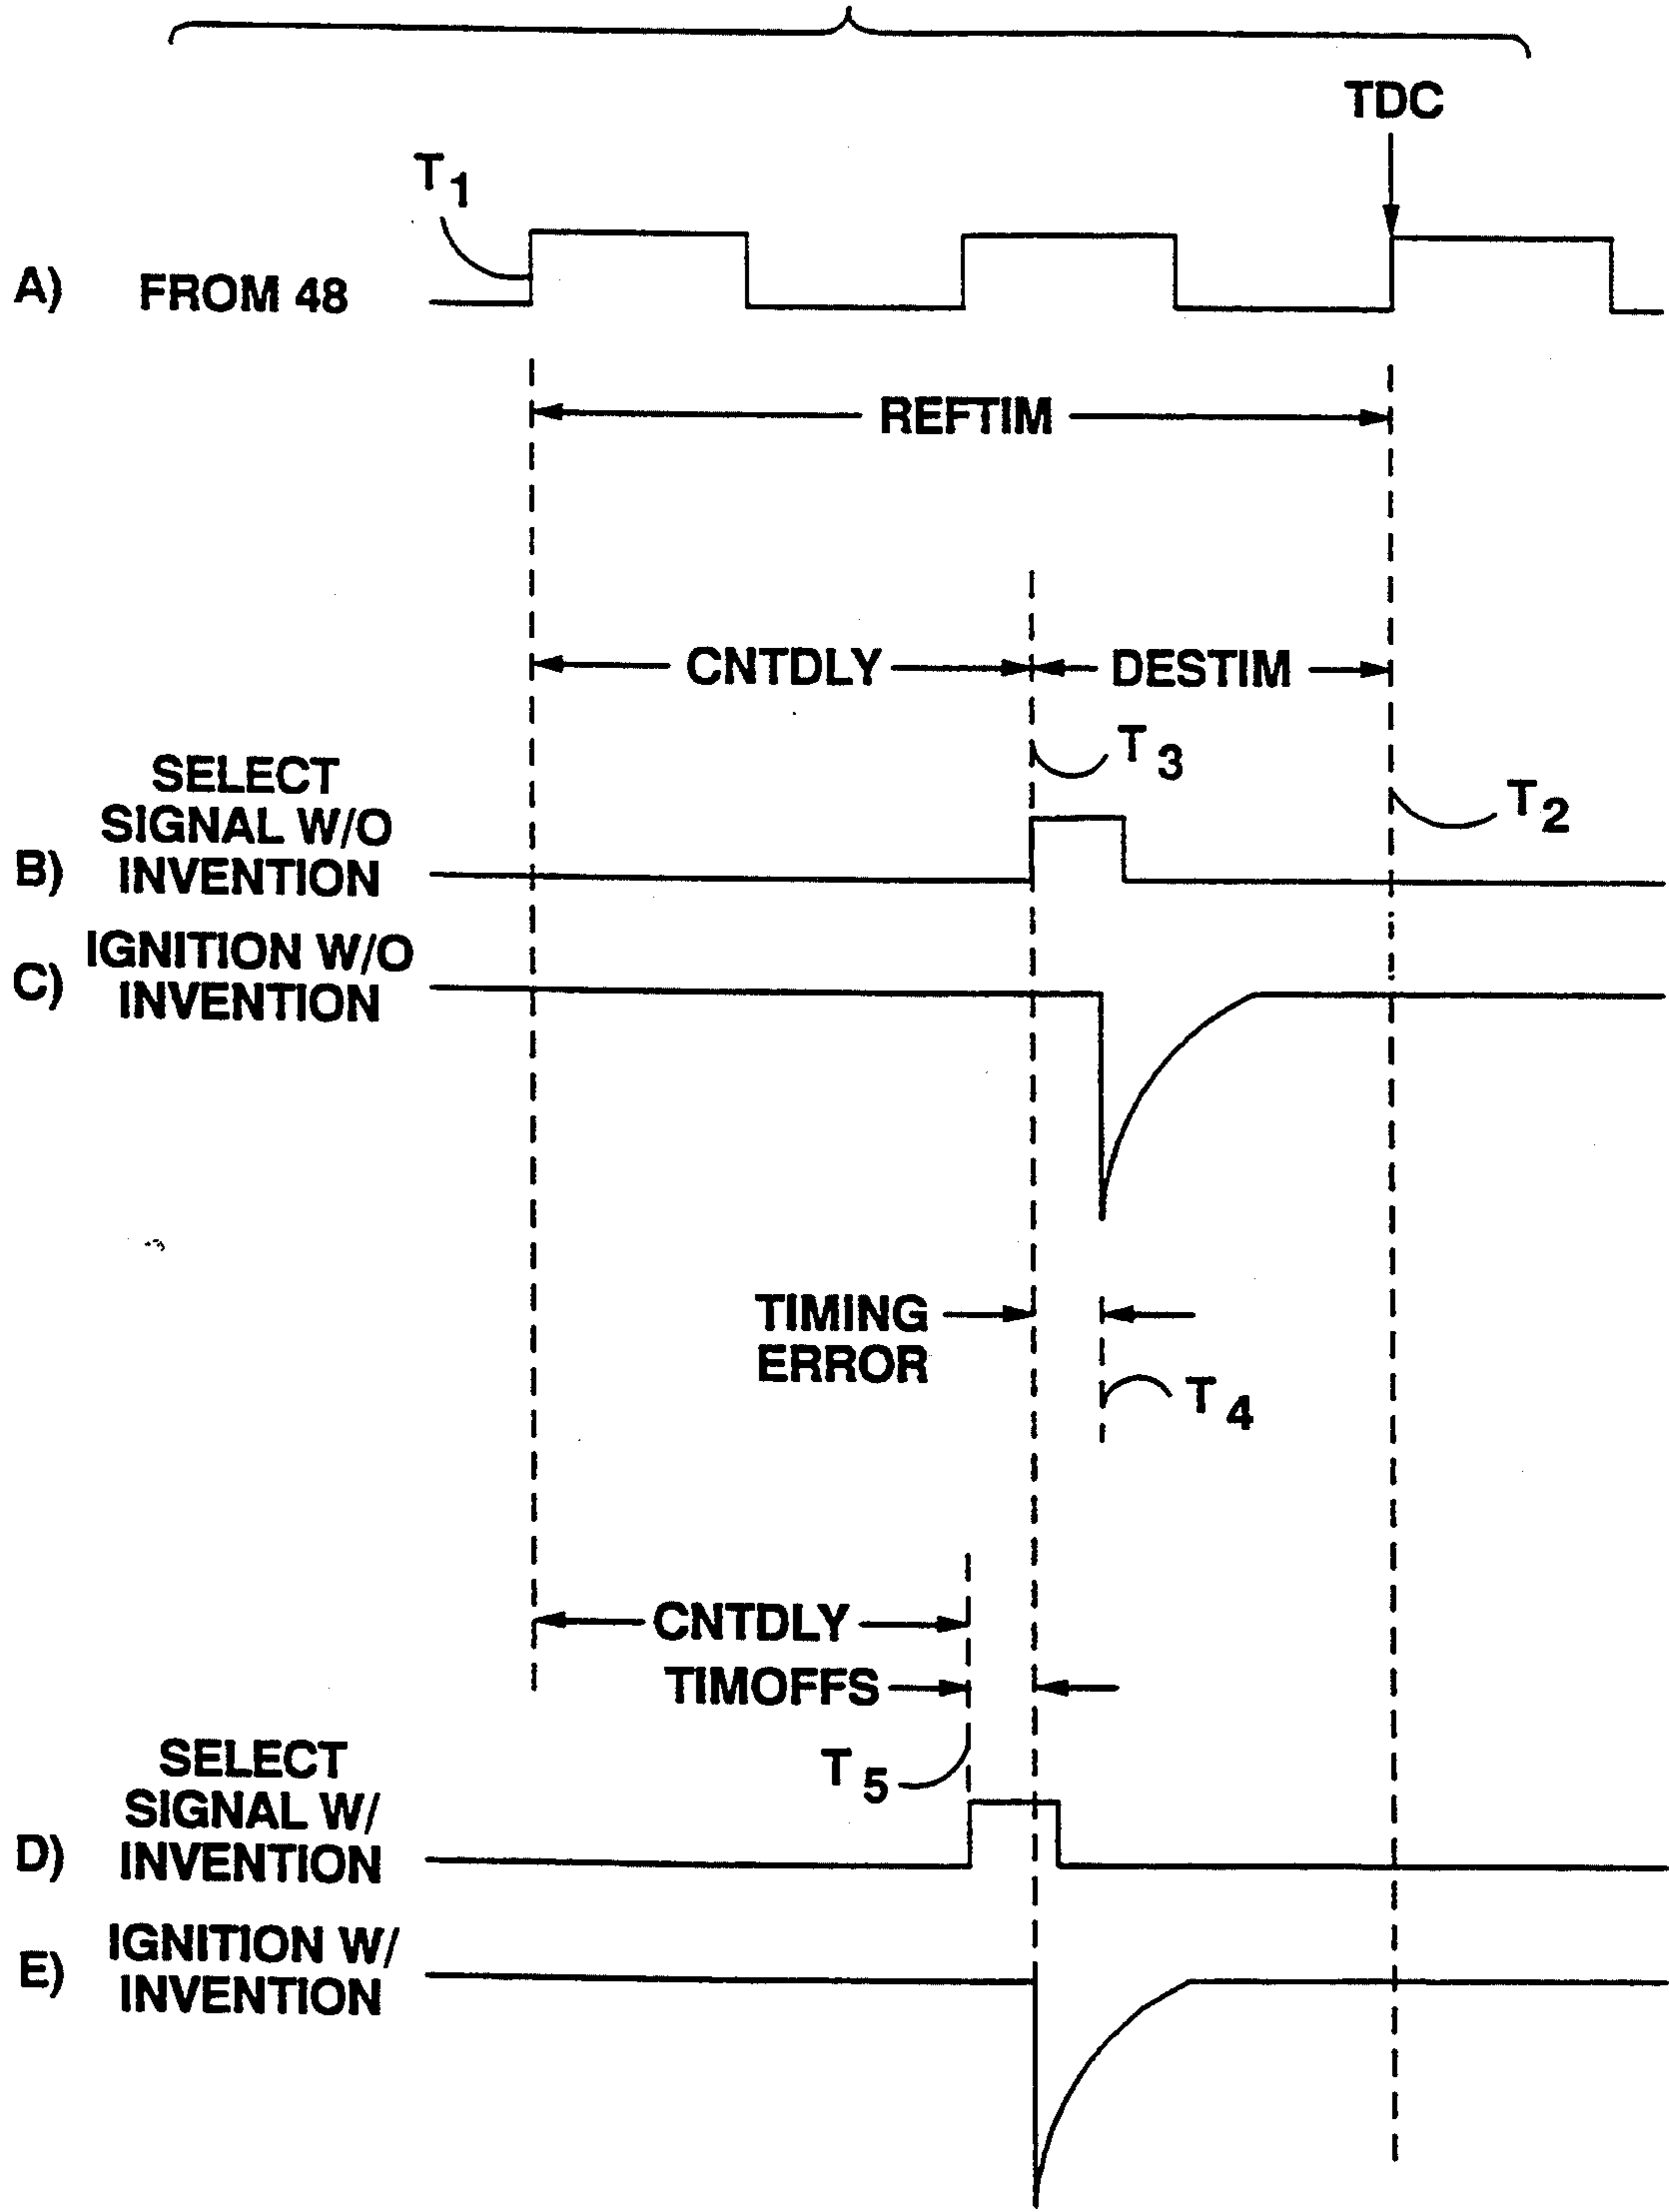 TDC
T1
A) FROM 48
REFTIM
CNTDLY
DESTIM
T3
T2
SELECT
SIGNAL W/O
B) INVENTION
IGNITION W/O
C) INVENTION
TIMING
ERROR
T4
CNTDLY
TIMOFFS
T5
SELECT
SIGNAL W/
D) INVENTION
IGNITION W/
E) INVENTION